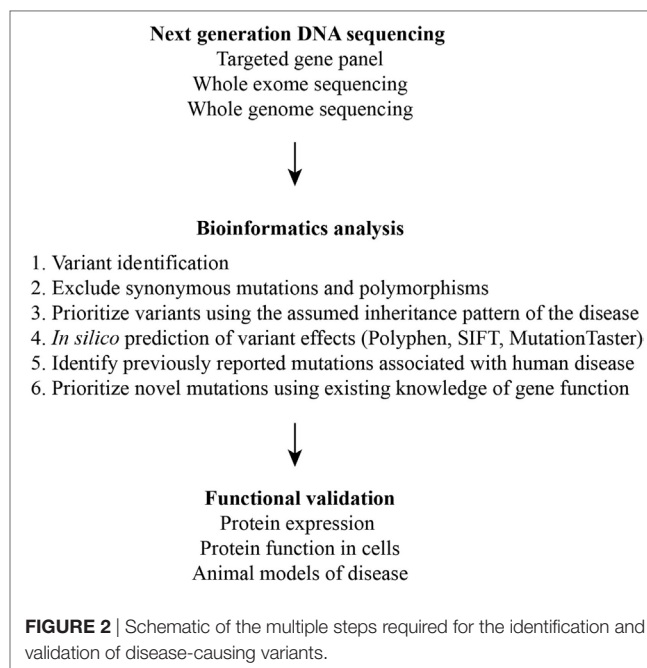 Next generation DNA sequencing
Targeted gene panel
Whole exome sequencing
Whole genome sequencing
Bioinformatics analysis
1. Variant identification
2. Exclude synonymous mutations and polymorphisms
3. Prioritize variants using the assumed inheritance pattern of the disease
4. In silico prediction of variant effects (Polyphen, SIFT, MutationTaster)
5. Identify previously reported mutations associated with human disease
6. Prioritize novel mutations using existing knowledge of gene function
Functional validation
Protein expression
Protein function in cells
Animal models of disease
FIGURE 2 | Schematic of the multiple steps required for the identification and
validation of disease-causing variants.